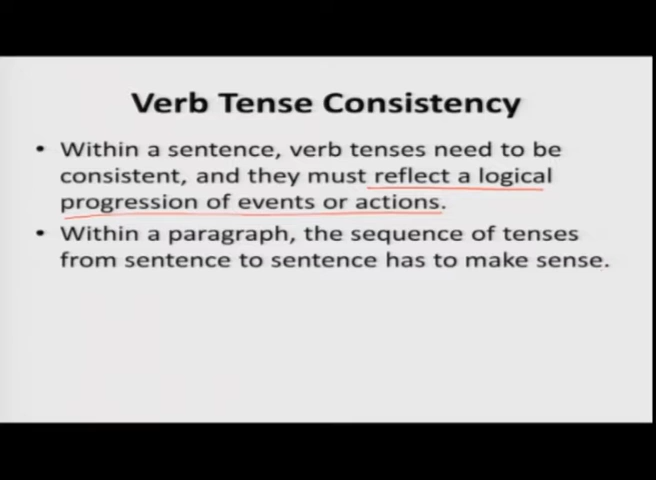 Verb Tense Consistency
• Within a sentence, verb tenses need to be
consistent, and they must reflect a logical
progression of events or actions.
• Within a paragraph, the sequence of tenses
from sentence to sentence has to make sense.